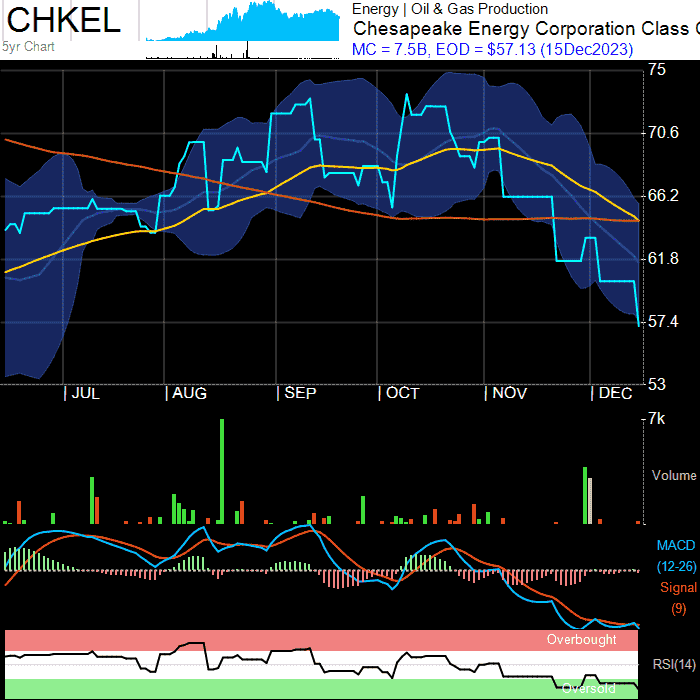 CHKEL
5yr Chart
Energy | Oil & Gas Production
Chesapeake Energy Corporation Class
MC = 7.5B, EOD = $57.13 (15Dec2023)
75
70.6
66.2
61.8
57.4
53
| JUL | AUG | SEP | OCT | NOV | DEC
7k
Volume
MACD
(12-26)
Signal
(9)
Overbought
RSI(14)
Oversold